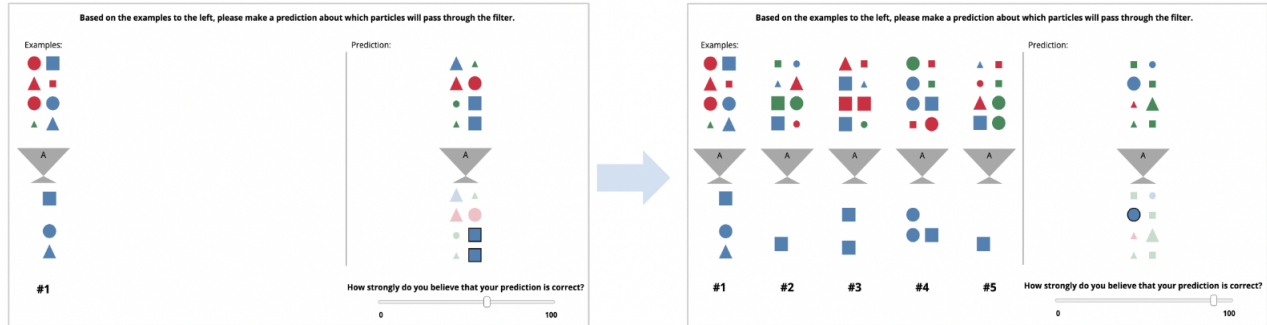 Based on the examples to the left, please make a prediction about which particles will pass through the filter.
Examples:
Prediction:
A
A
#1
How strongly do you believe that your prediction is correct?
0
100
Based on the examples to the left, please make a prediction about which particles will pass through the filter.
Examples:
Prediction:
A A A A A
A
#1 #2 #3 #4 #5
How strongly do you believe that your prediction is correct?
0
100